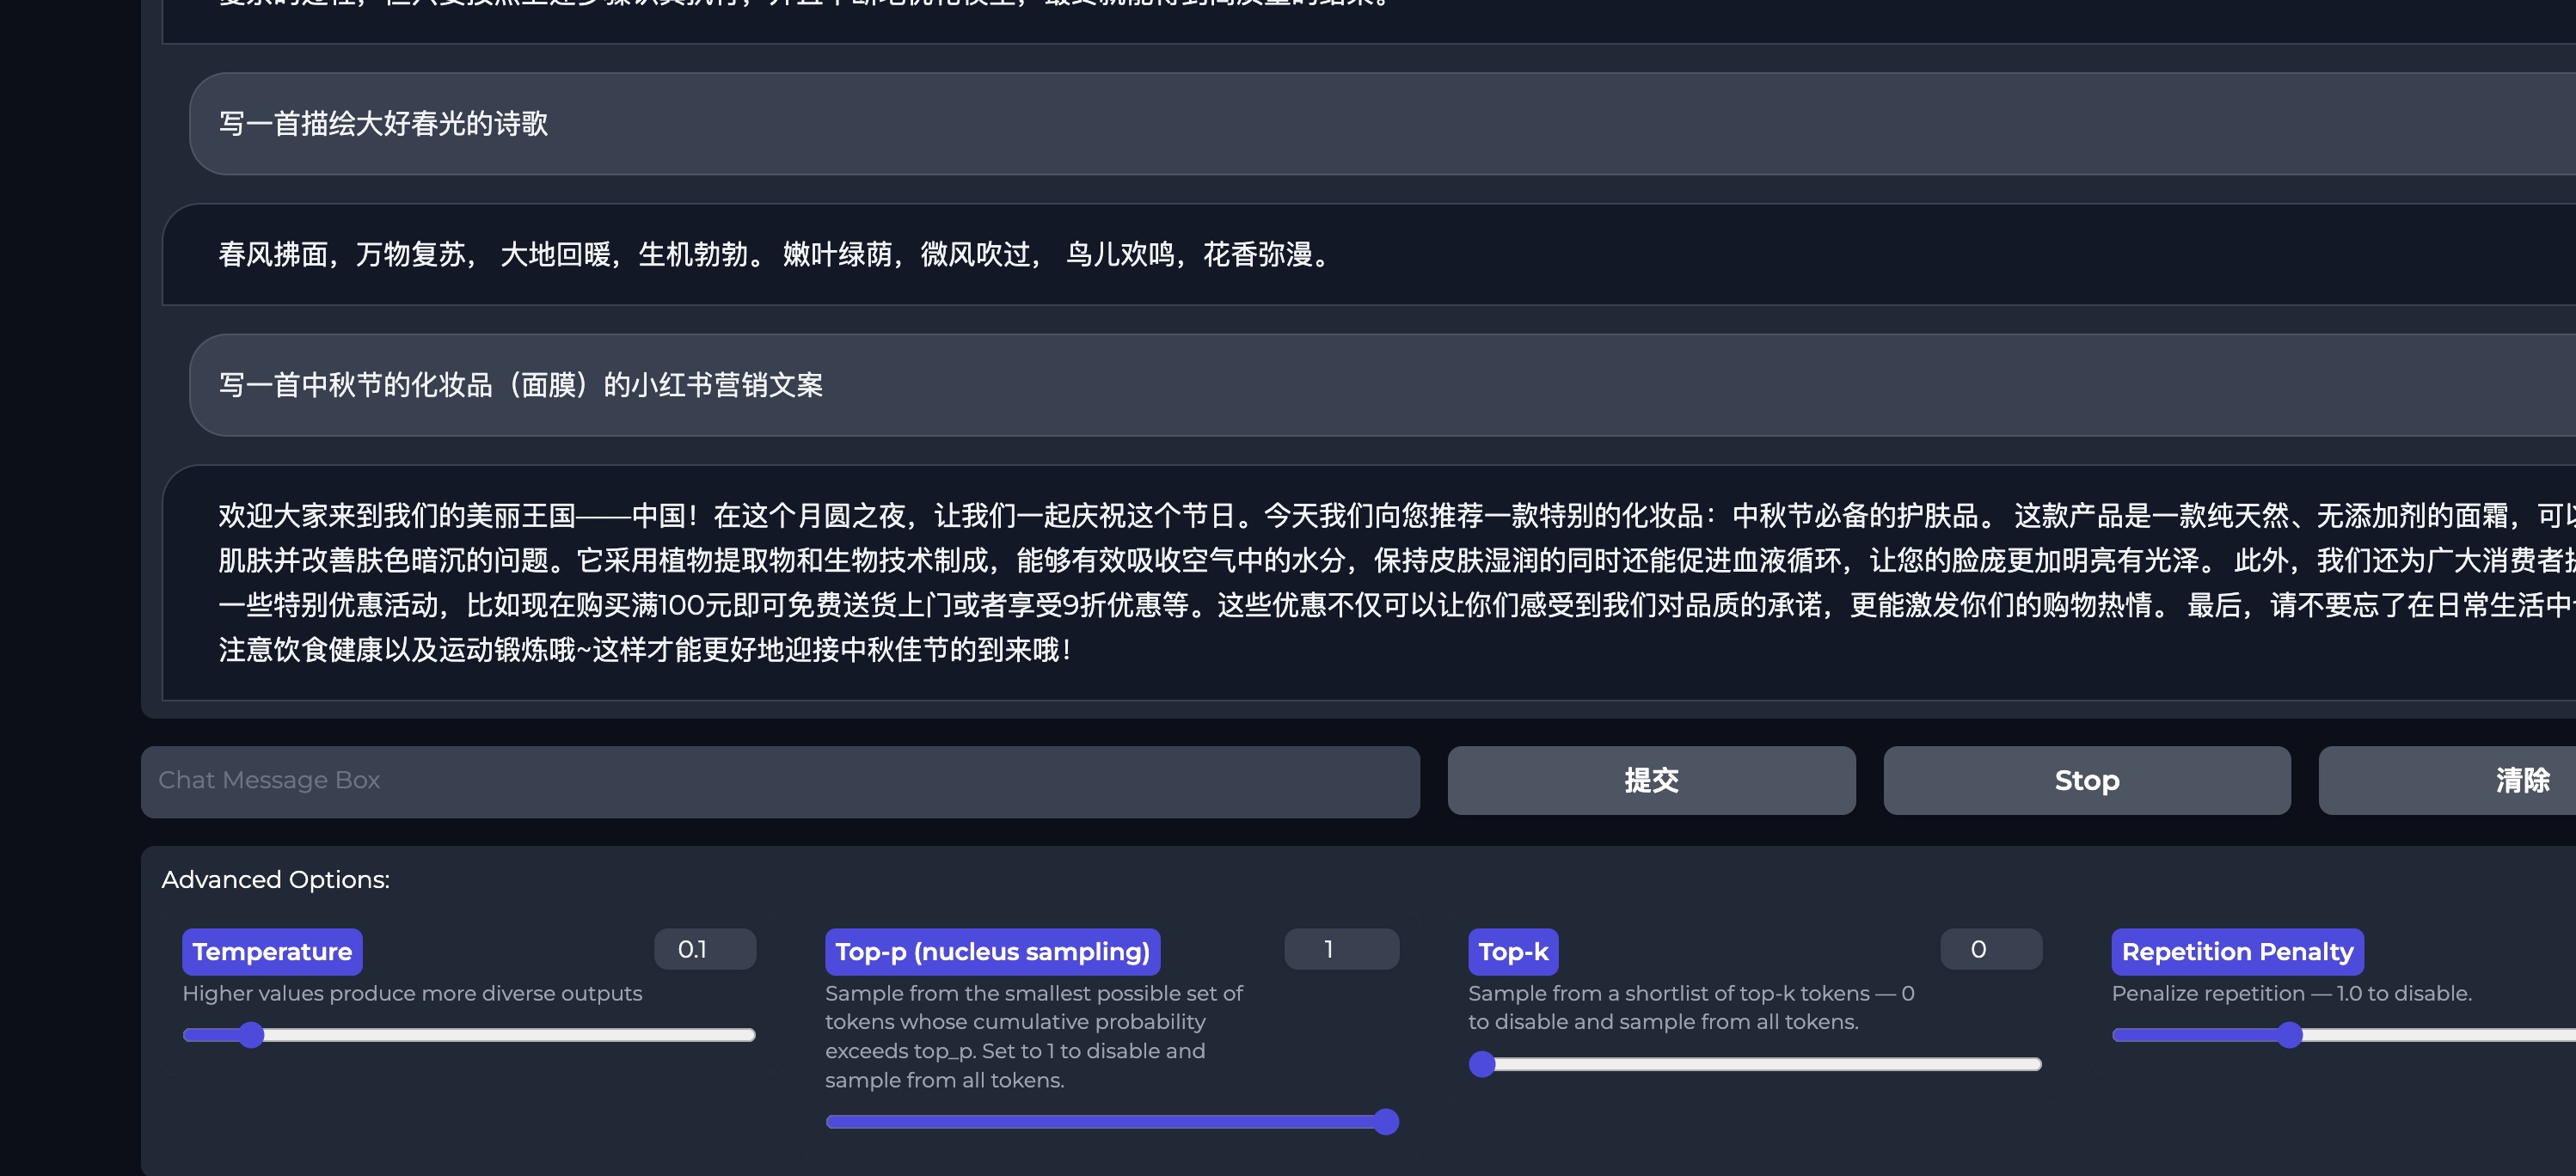 写一首描绘大好春光的诗歌
春风拂面，万物复苏， 大地回暖，生机勃勃。 嫩叶绿荫，微风吹过， 鸟儿欢鸣，花香弥漫。
写一首中秋节的化妆品（面膜）的小红书营销文案
欢迎大家来到我们的美丽王国——中国！在这个月圆之夜，让我们一起庆祝这个节日。今天我们向您推荐一款特别的化妆品：中秋节必备的护肤品。 这款产品是一款纯天然、无添加剂的面霜，可
肌肤并改善肤色暗沉的问题。它采用植物提取物和生物技术制成，能够有效吸收空气中的水分，保持皮肤湿润的同时还能促进血液循环，让您的脸庞更加明亮有光泽。 此外，我们还为广大消费者
一些特别优惠活动，比如现在购买满100元即可免费送货上门或者享受9折优惠等。这些优惠不仅可以让你们感受到我们对品质的承诺，更能激发你们的购物热情。 最后，请不要忘了在日常生活中
注意饮食健康以及运动锻炼哦~这样才能更好地迎接中秋佳节的到来哦！
Chat Message Box
提交
Stop
清除
Advanced Options:
Temperature
0.1
Higher values produce more diverse outputs
Top-p (nucleus sampling)
1
Sample from the smallest possible set of
tokens whose cumulative probability
exceeds top_p. Set to 1 to disable and
sample from all tokens.
Top-k
0
Sample from a shortlist of top-k tokens — 0
to disable and sample from all tokens.
Repetition Penalty
Penalize repetition — 1.0 to disable.